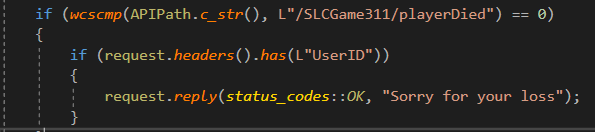 if (wcscmp(APIPath.c_str(), L"/SLCGame311/playerDied") == 0)
{
if (request.headers().has(L"UserID"))
{
request.reply(status_codes::OK, "Sorry for your loss");
}